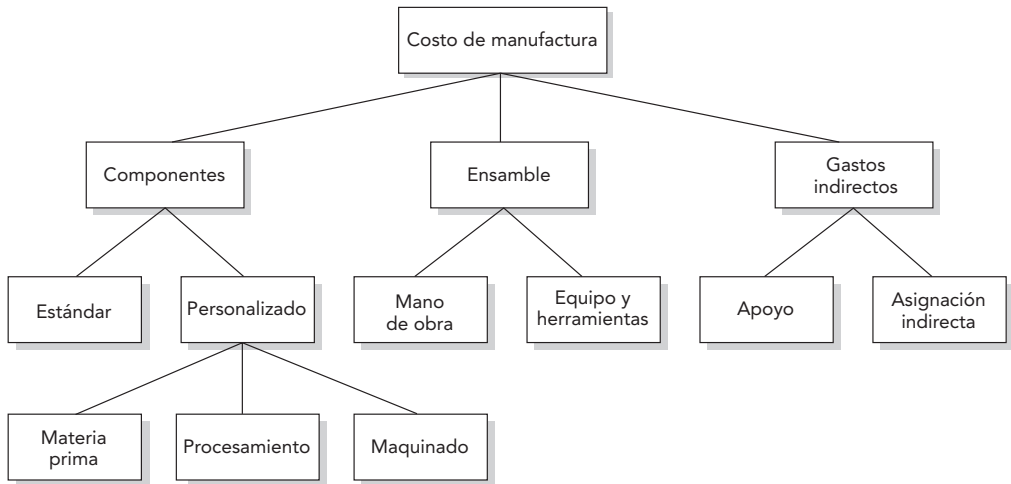 Costo de manufactura
Componentes
Ensamble
Gastos
indirectos
Estándar
Personalizado
Mano
de obra
Equipo y
herramientas
Apoyo
Asignación
indirecta
Materia
prima
Procesamiento
Maquinado